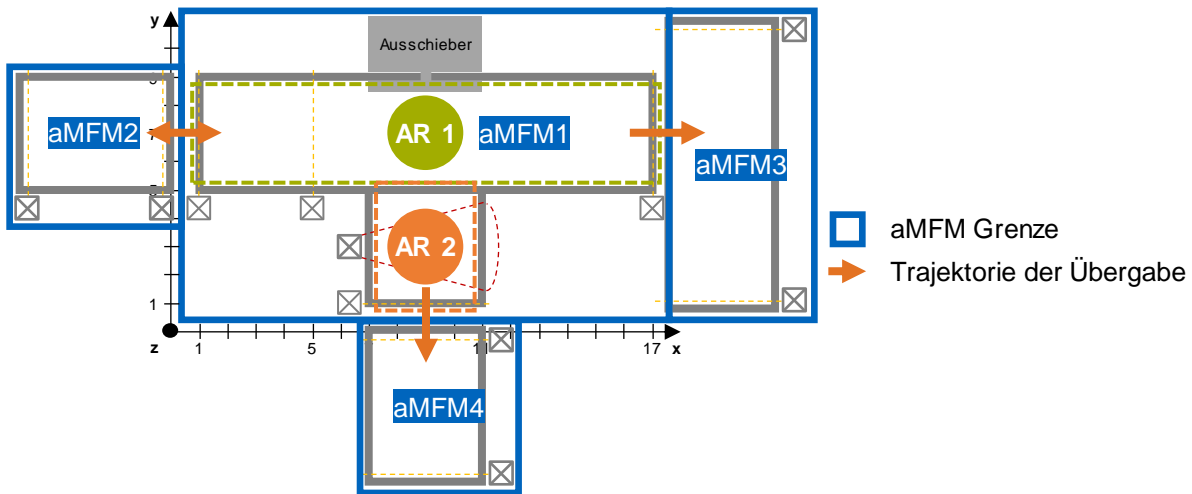 y
Ausschieber
aMFM2
7
AR 1
aMFM1
aMFM3
AR 2
aMFM Grenze
Trajektorie der Übergabe
1
z
1
5
11
17
x
aMFM4